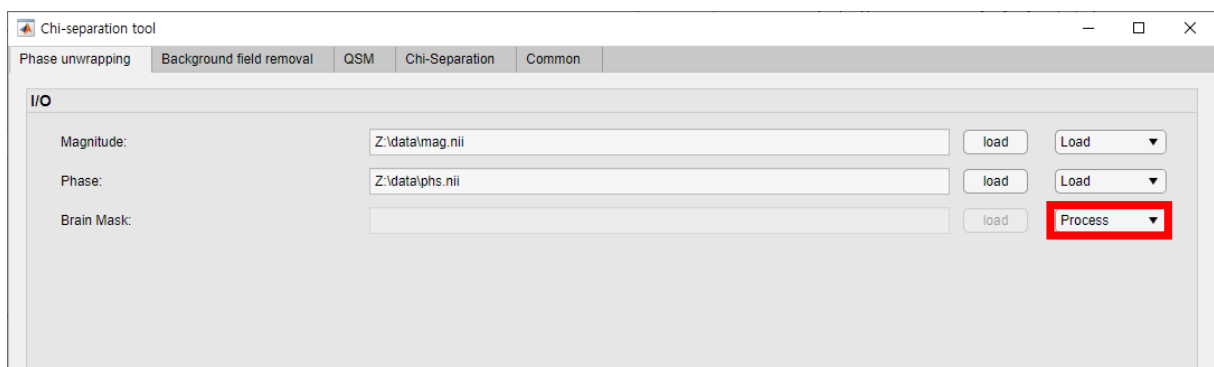 Chi-separation tool
Phase unwrapping Background field removal QSM Chi-Separation Common
I/O
Magnitude: Z:\data\mag.nii load Load
Phase: Z:\data\phs.nii load Load
Brain Mask: load Process